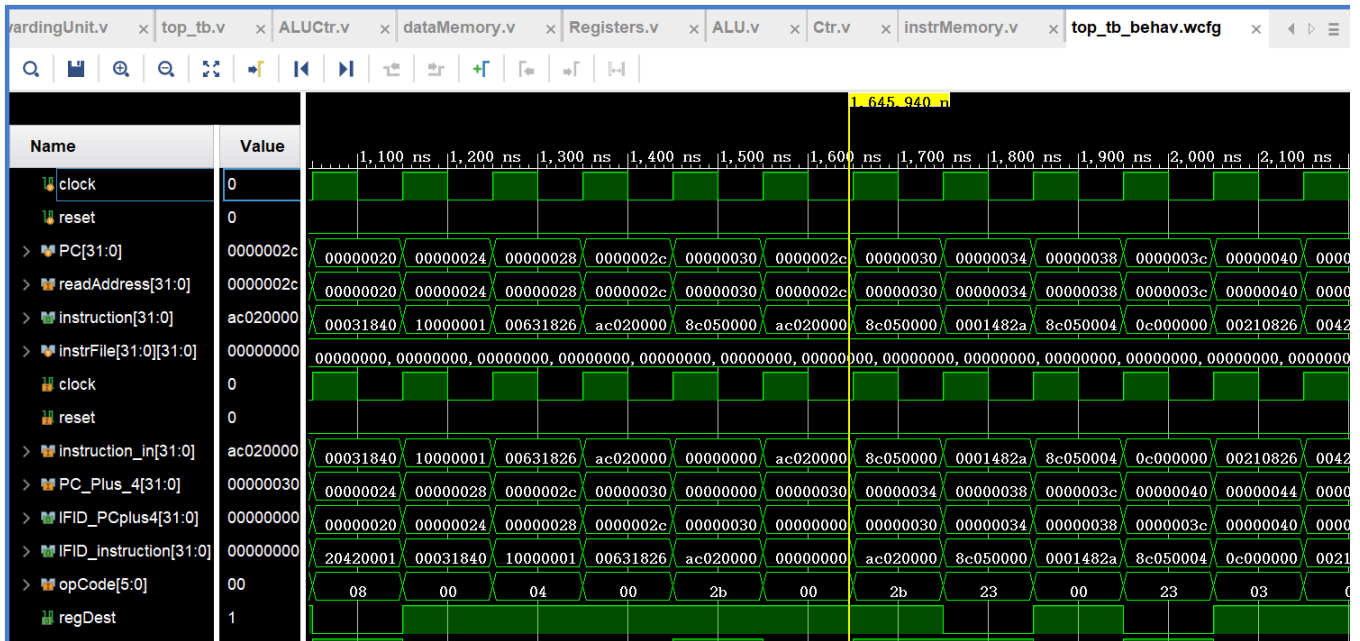 vardingUnit.v × top_tb.v × ALUCtr.v × dataMemory.v × Registers.v × ALU.v × Ctr.v × instrMemory.v × top_tb_behav.wcfg ×
1,645.940 n
Name Value 1,100 ns 1,200 ns 1,300 ns 1,400 ns 1,500 ns 1,600 ns 1,700 ns 1,800 ns 1,900 ns 2,000 ns 2,100 ns
clock 0
reset 0
PC[31:0] 0000002c 00000020 00000024 00000028 0000002c 00000030 0000002c 00000030 00000034 00000038 0000003c 00000040 0000
readAddress[31:0] 0000002c 00000020 00000024 00000028 0000002c 00000030 0000002c 00000030 00000034 00000038 0000003c 00000040 0000
instruction[31:0] ac020000 00031840 10000001 00631826 ac020000 8c050000 ac020000 8c050000 0001482a 8c050004 0c000000 00210826 0042
instrFile[31:0][31:0] 00000000 00000000, 00000000, 00000000, 00000000, 00000000, 00000000, 00000000, 00000000, 00000000, 00000000, 00000000, 00000000, 00000000
clock 0
reset 0
instruction_in[31:0] ac020000 00031840 10000001 00631826 ac020000 00000000 ac020000 8c050000 0001482a 8c050004 0c000000 00210826 0042
PC_Plus_4[31:0] 00000030 00000024 00000028 0000002c 00000030 00000000 00000030 00000034 00000038 0000003c 00000040 00000044 0000
IFID_PCplus4[31:0] 00000000 00000020 00000024 00000028 0000002c 00000030 00000000 00000030 00000034 00000038 0000003c 00000040 0000
IFID_instruction[31:0] 00000000 20420001 00031840 10000001 00631826 ac020000 00000000 ac020000 8c050000 0001482a 8c050004 0c000000 0021
opCode[5:0] 00 08 00 04 00 2b 00 2b 23 00 23 03
regDest 1